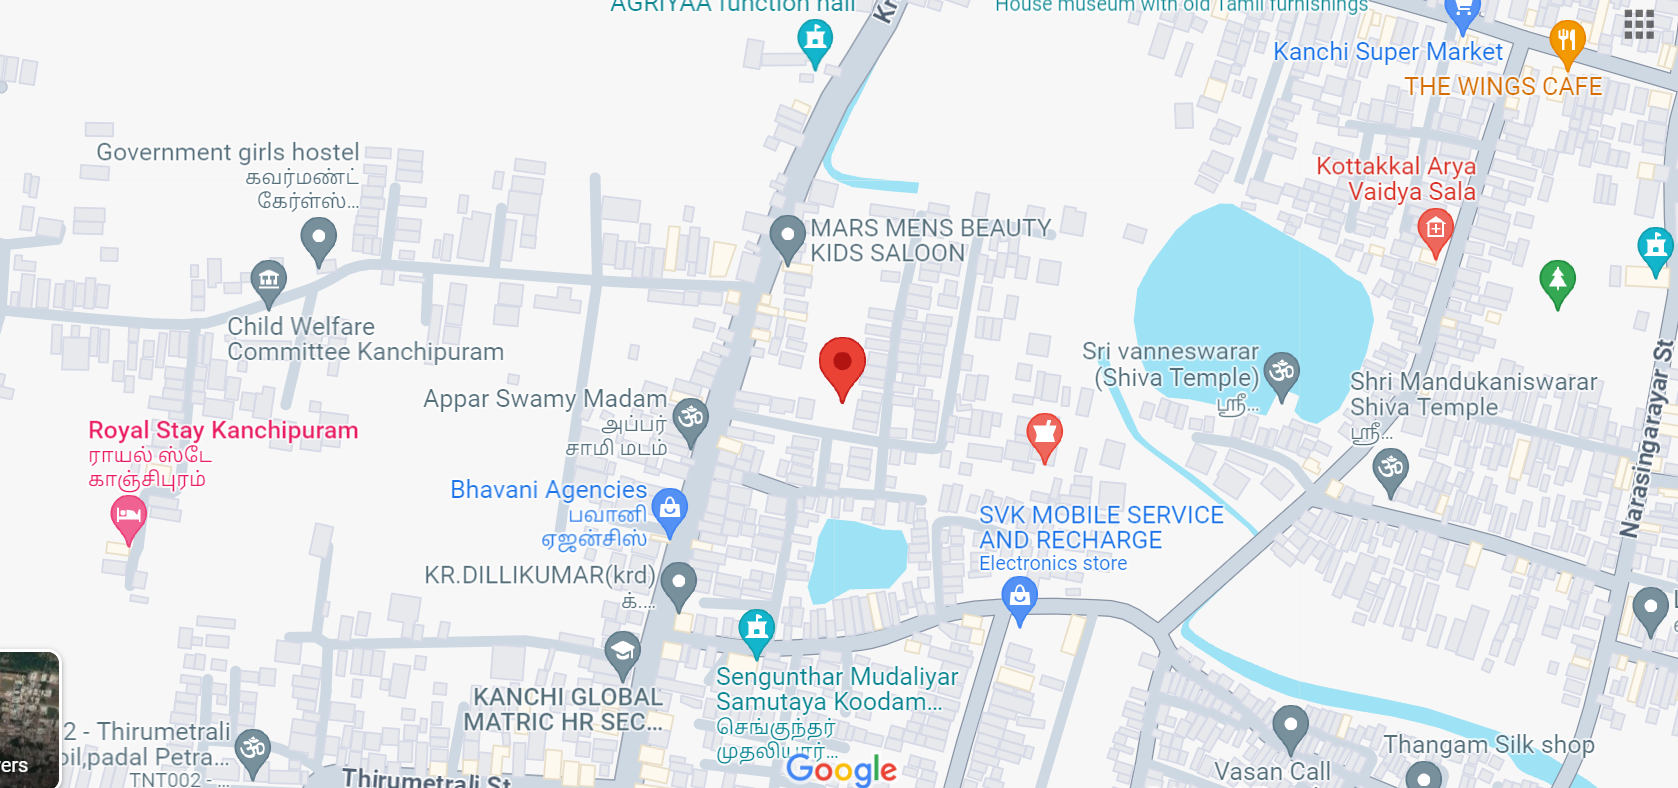 AGRIYAA function hall
House museum with old Tamil furnishings
Kanchi Super Market
THE WINGS CAFE
Government girls hostel
கவர்மண்ட்
கேர்ள்ஸ்...
Kottakkal Arya
Vaidya Sala
MARS MENS BEAUTY
KIDS SALOON
Child Welfare
Committee Kanchipuram
Sri vanneswarar
(Shiva Temple)
ஸ்ரீ...
Shri Mandukaniswarar
Shiva Temple
ஸ்ரீ...
Narasingarayar St
Appar Swamy Madam
அப்பர்
சாமி மடம்
Royal Stay Kanchipuram
ராயல் ஸ்டே
காஞ்சிபுரம்
Bhavani Agencies
பவானி
ஏஜன்சிஸ்
SVK MOBILE SERVICE
AND RECHARGE
Electronics store
KR.DILLIKUMAR(krd)
க்....
Sengunthar Mudaliyar
Samutaya Koodam...
செங்குந்தர்
முதலியார்...
KANCHI GLOBAL
MATRIC HR SEC...
2 - Thirumetrali
oil,padal Petra...
TNT002 - ...
Thirumetrali St
Google
Thangam Silk shop
Vasan Call